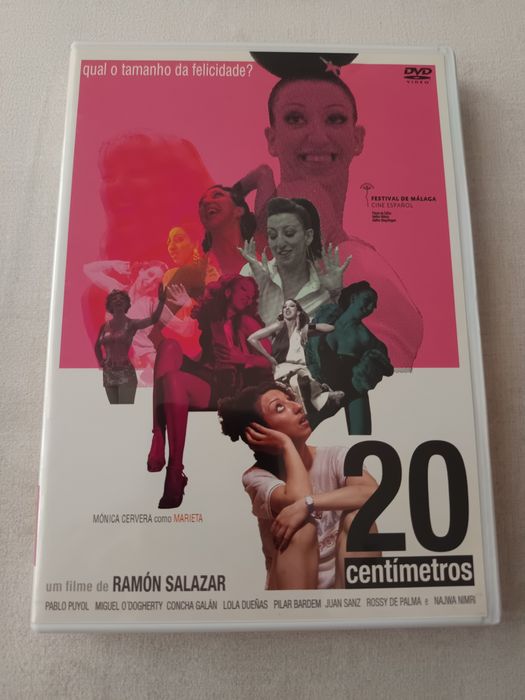 qual o tamanho da felicidade?
DVD
VIDEO
FESTIVAL DE MÁLAGA
CINE ESPAÑOL
MÓNICA CERVERA como MARIETA
20
centímetros
um filme de RAMÓN SALAZAR
PABLO PUYOL MIGUEL O'DOGHERTY CONCHA GALÁN LOLA DUEÑAS PILAR BARDEM JUAN SANZ ROSSY DE PALMA e NAJWA NIMRI